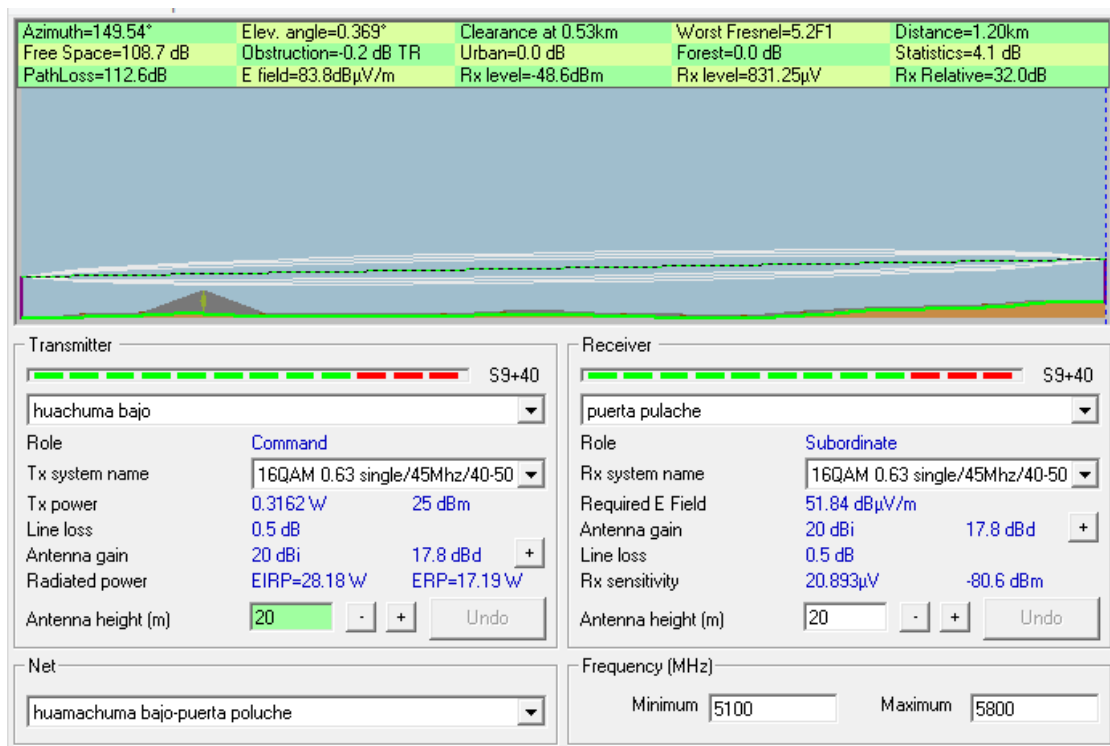 Azimuth=149.54° Elev. angle=0.369° Clearance at 0.53km Worst Fresnel=5.2F1 Distance=1.20km
Free Space=108.7 dB Obstruction=-0.2 dB TR Urban=0.0 dB Forest=0.0 dB Statistics=4.1 dB
PathLoss=112.6dB E field=83.8dBµV/m Rx level=-48.6dBm Rx level=831.25µV Rx Relative=32.0dB
Transmitter
S9+40
huachuma bajo
Role Command
Tx system name 16QAM 0.63 single/45Mhz/40-50
Tx power 0.3162 W 25 dBm
Line loss 0.5 dB
Antenna gain 20 dBi 17.8 dBd +
Radiated power EIRP=28.18 W ERP=17.19 W
Antenna height (m) 20 - + Undo
Receiver
S9+40
puerta pulache
Role Subordinate
Rx system name 16QAM 0.63 single/45Mhz/40-50
Required E Field 51.84 dBµV/m
Antenna gain 20 dBi 17.8 dBd +
Line loss 0.5 dB
Rx sensitivity 20.893µV -80.6 dBm
Antenna height (m) 20 - + Undo
Net
huamachuma bajo-puerta poluche
Frequency (MHz)
Minimum 5100 Maximum 5800